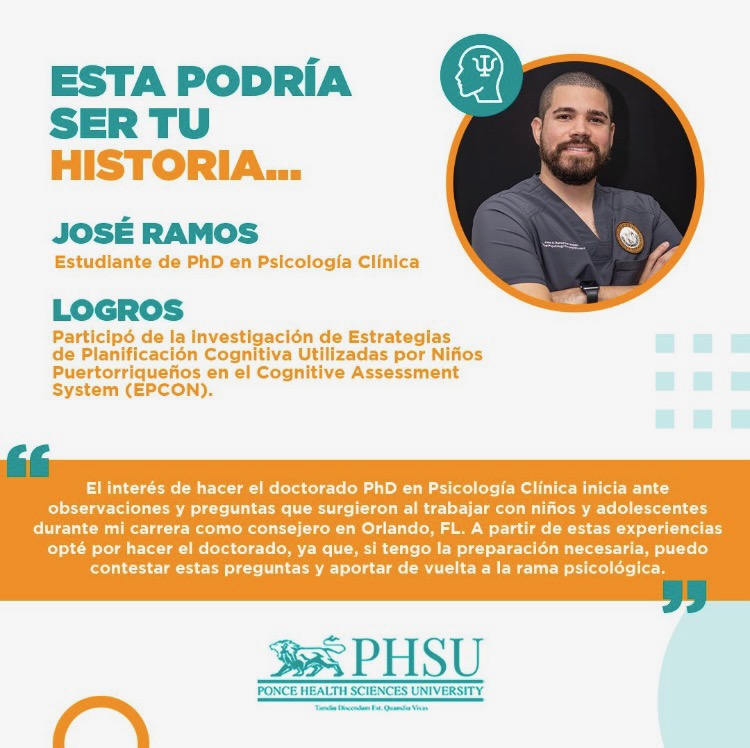 ESTA PODRÍA
SER TU
HISTORIA...
JOSÉ RAMOS
Estudiante de PhD en Psicología Clínica
LOGROS
Participó de la investigación de Estrategias
de Planificación Cognitiva Utilizadas por Niños
Puertorriqueños en el Cognitive Assessment
System (EPCON).
“
El interés de hacer el doctorado PhD en Psicología Clínica inicia ante
observaciones y preguntas que surgieron al trabajar con niños y adolescentes
durante mi carrera como consejero en Orlando, FL. A partir de estas experiencias
opté por hacer el doctorado, ya que, si tengo la preparación necesaria, puedo
contestar estas preguntas y aportar de vuelta a la rama psicológica.
”
PHSU
PONCE HEALTH SCIENCES UNIVERSITY
Tamdiu Discendum Est, Quamdiu Vivas